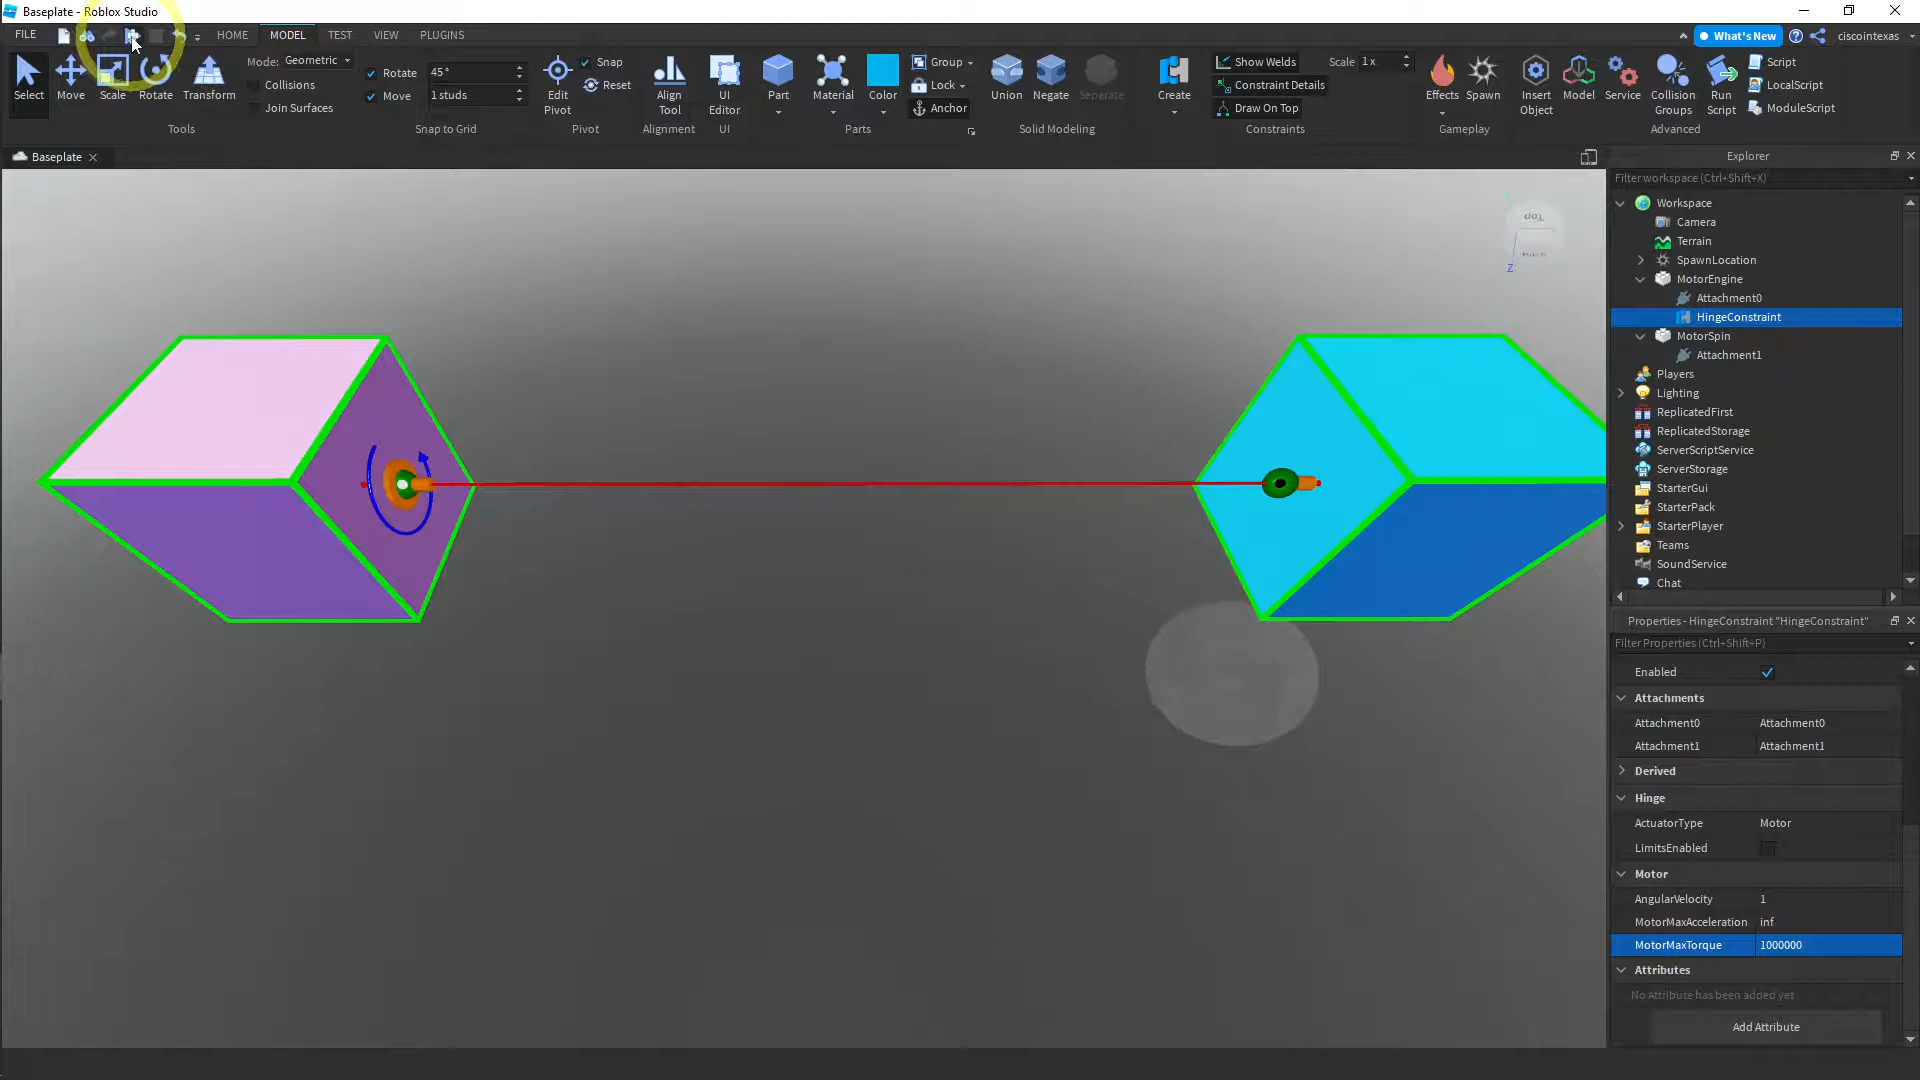 Baseplate - Roblox Studio
FILE
HOME
MODEL
TEST
VIEW
PLUGINS
What's New
ciscointexas
Select
Move
Scale
Rotate
Transform
Mode: Geometric
Collisions
Join Surfaces
Tools
Rotate 45°
Move 1 studs
Snap to Grid
Edit Pivot
Snap
Reset
Pivot
Align Tool
Alignment
UI Editor
UI
Part
Material
Color
Group
Lock
Anchor
Parts
Union
Negate
Separate
Solid Modeling
Create
Show Welds
Constraint Details
Draw On Top
Scale 1 x
Constraints
Effects
Spawn
Gameplay
Insert Object
Model
Service
Collision Groups
Run Script
Script
LocalScript
ModuleScript
Advanced
Baseplate
Top
Z
Explorer
Filter workspace (Ctrl+Shift+X)
Workspace
Camera
Terrain
SpawnLocation
MotorEngine
Attachment0
HingeConstraint
MotorSpin
Attachment1
Players
Lighting
ReplicatedFirst
ReplicatedStorage
ServerScriptService
ServerStorage
StarterGui
StarterPack
StarterPlayer
Teams
SoundService
Chat
Properties - HingeConstraint "HingeConstraint"
Filter Properties (Ctrl+Shift+P)
Enabled
Attachments
Attachment0 Attachment0
Attachment1 Attachment1
Derived
Hinge
ActuatorType Motor
LimitsEnabled
Motor
AngularVelocity 1
MotorMaxAcceleration inf
MotorMaxTorque 1000000
Attributes
No Attribute has been added yet
Add Attribute